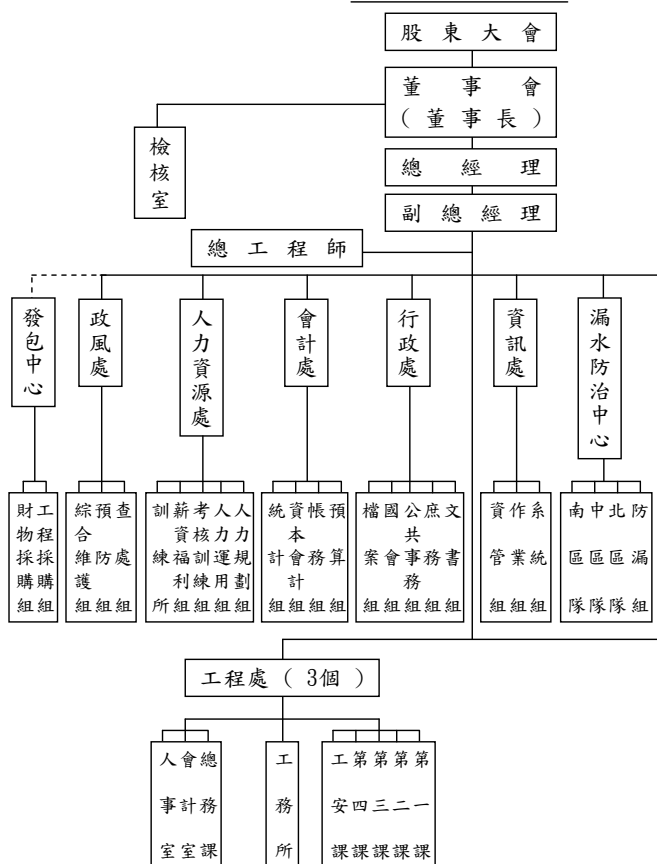 股東大會
董事會
(董事長)
檢核室
總經理
副總經理
總工程師
發包中心
政風處
人力資源處
會計處
行政處
資訊處
漏水防治中心
財物採購組
工程採購組
綜合維護組
預防組
查處組
訓練所
薪資福利組
考核訓練組
人力運用組
人力規劃組
統計組
資本會計組
帳務組
預算組
檔案組
國會組
公共事務組
庶務組
文書組
資管組
作業組
系統組
南區隊
中區隊
北區隊
防漏組
工程處(3個)
人事室
會計室
總務課
工務所
工安課
第四課
第三課
第二課
第一課